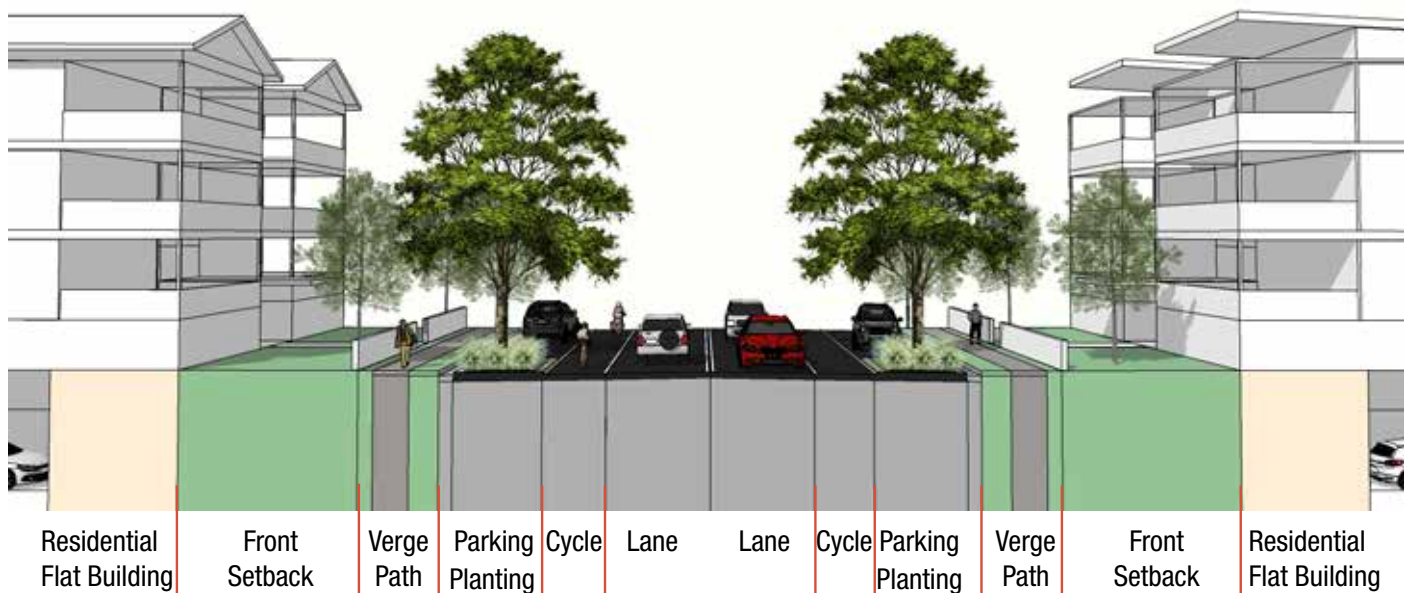 Residential
Flat Building
Front
Setback
Verge
Path
Parking
Planting
Cycle
Lane
Lane
Cycle
Parking
Planting
Verge
Path
Front
Setback
Residential
Flat Building